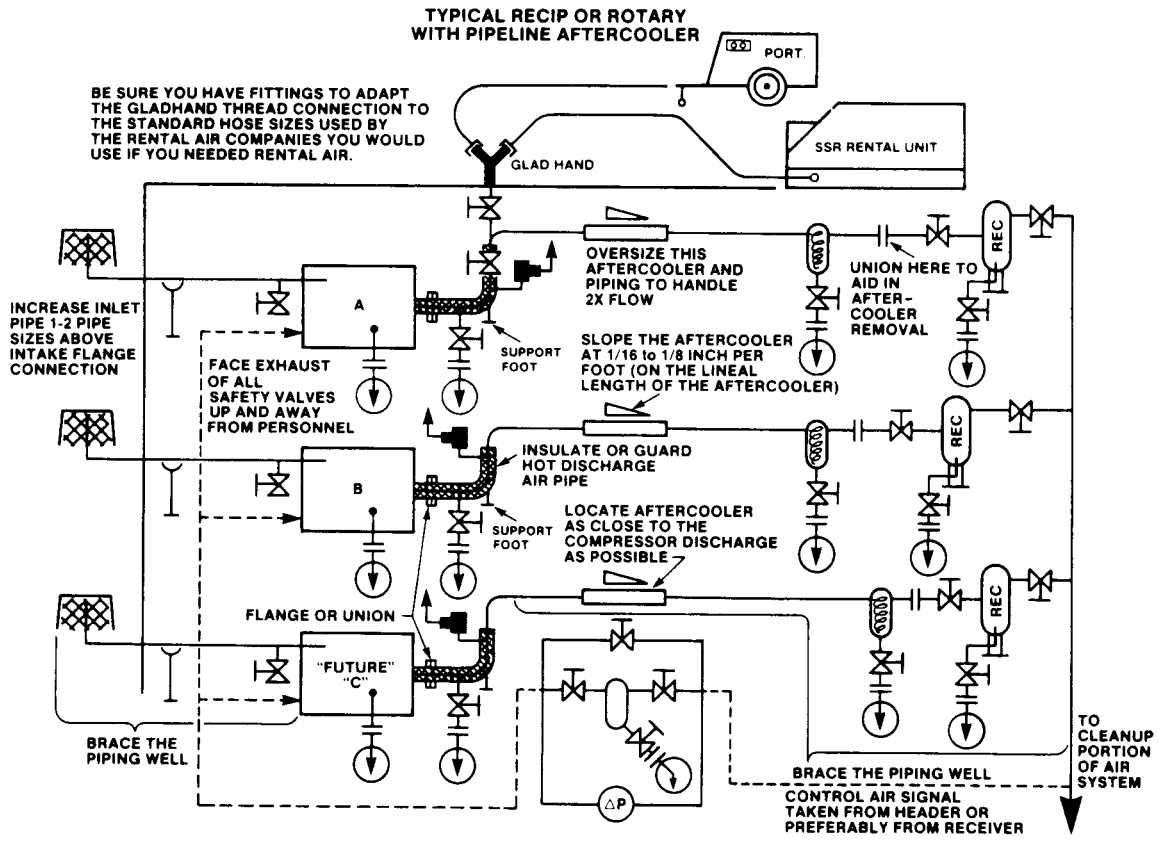 TYPICAL RECIP OR ROTARY
WITH PIPELINE AFTERCOOLER
PORT.
BE SURE YOU HAVE FITTINGS TO ADAPT
THE GLADHAND THREAD CONNECTION TO
THE STANDARD HOSE SIZES USED BY
THE RENTAL AIR COMPANIES YOU WOULD
USE IF YOU NEEDED RENTAL AIR.
GLAD HAND
SSR RENTAL UNIT
REC
OVERSIZE THIS
AFTERCOOLER AND
PIPING TO HANDLE
2X FLOW
UNION HERE TO
AID IN
AFTER-
COOLER
REMOVAL
A
INCREASE INLET
PIPE 1-2 PIPE
SIZES ABOVE
INTAKE FLANGE
CONNECTION
SUPPORT
FOOT
SLOPE THE AFTERCOOLER
AT 1/16 to 1/8 INCH PER
FOOT (ON THE LINEAL
LENGTH OF THE AFTERCOOLER)
FACE EXHAUST
OF ALL
SAFETY VALVES
UP AND AWAY
FROM PERSONNEL
REC
INSULATE OR GUARD
HOT DISCHARGE
AIR PIPE
B
SUPPORT
FOOT
LOCATE AFTERCOOLER
AS CLOSE TO THE
COMPRESSOR DISCHARGE
AS POSSIBLE
REC
FLANGE OR UNION
"FUTURE"
"C"
BRACE THE
PIPING WELL
TO
CLEANUP
PORTION
OF AIR
SYSTEM
BRACE THE PIPING WELL
△P
CONTROL AIR SIGNAL
TAKEN FROM HEADER OR
PREFERABLY FROM RECEIVER